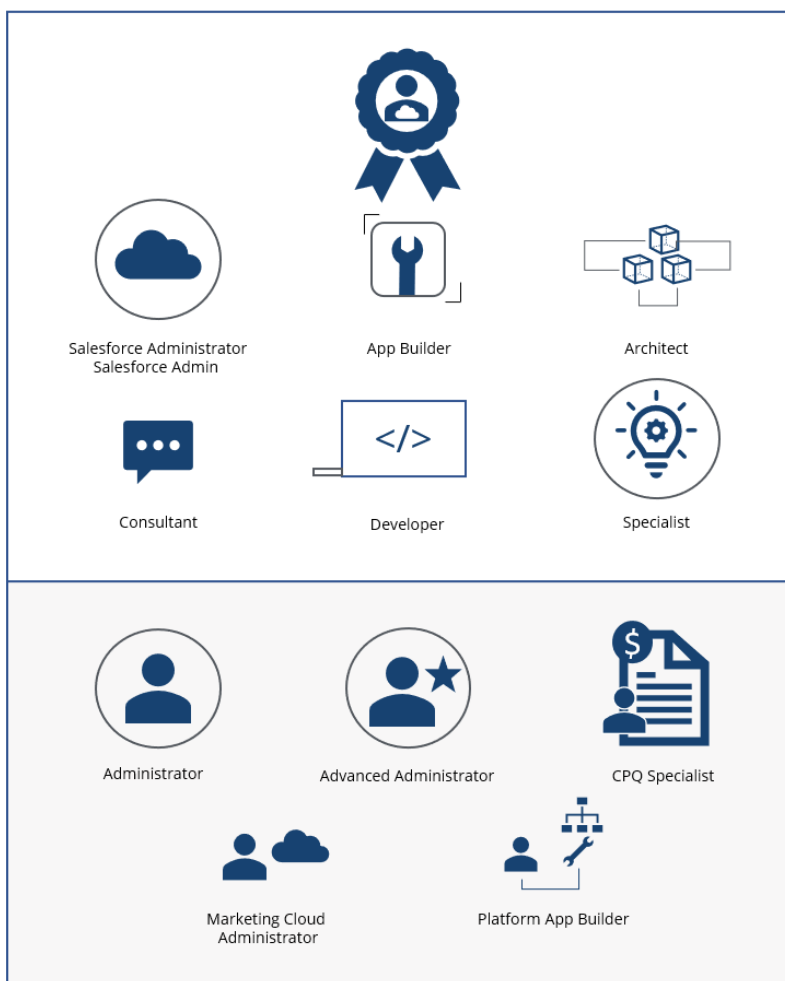 Salesforce Administrator
Salesforce Admin
App Builder
Architect
Consultant
</>
Developer
Specialist
Administrator
Advanced Administrator
$
CPQ Specialist
Marketing Cloud
Administrator
Platform App Builder